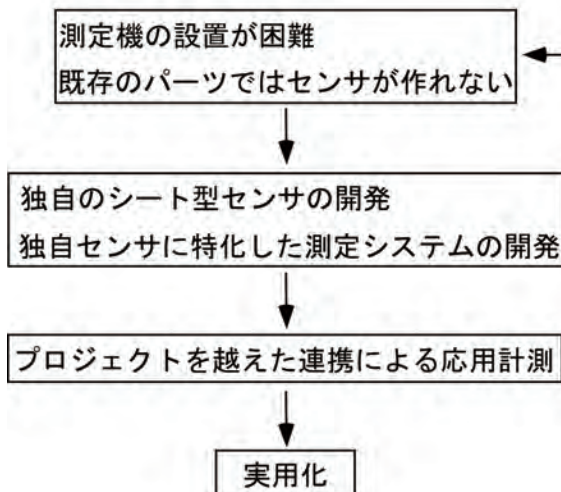 測定機の設置が困難
既存のパーツではセンサが作れない
独自のシート型センサの開発
独自センサに特化した測定システムの開発
プロジェクトを越えた連携による応用計測
実用化